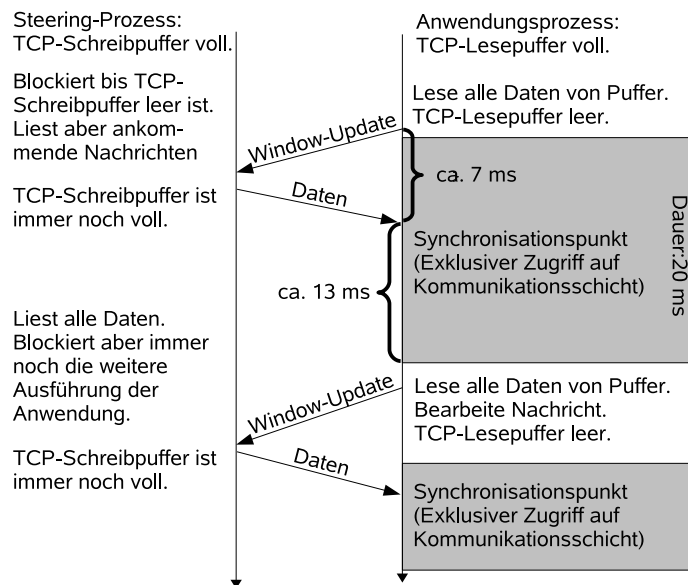 Steering-Prozess:
TCP-Schreibpuffer voll.
Anwendungsprozess:
TCP-Lesepuffer voll.
Blockiert bis TCP-
Schreibpuffer leer ist.
Liest aber ankom-
mende Nachrichten
Lese alle Daten von Puffer.
TCP-Lesepuffer leer.
Window-Update
ca. 7 ms
TCP-Schreibpuffer ist
immer noch voll.
Daten
Dauer:20 ms
Synchronisationspunkt
(Exklusiver Zugriff auf
Kommunikationsschicht)
ca. 13 ms
Liest alle Daten.
Blockiert aber immer
noch die weitere
Ausführung der
Anwendung.
Window-Update
Lese alle Daten von Puffer.
Bearbeite Nachricht.
TCP-Lesepuffer leer.
TCP-Schreibpuffer ist
immer noch voll.
Daten
Synchronisationspunkt
(Exklusiver Zugriff auf
Kommunikationsschicht)